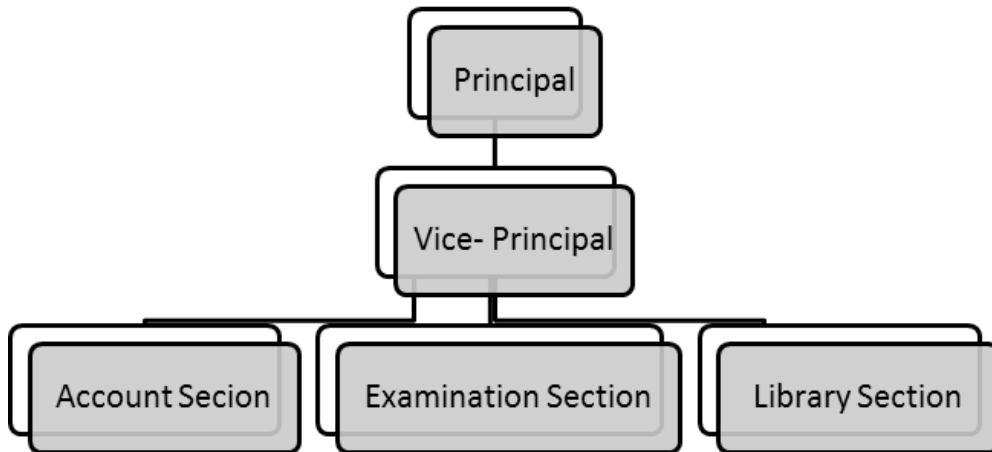 Principal
Vice- Principal
Account Secion
Examination Section
Library Section